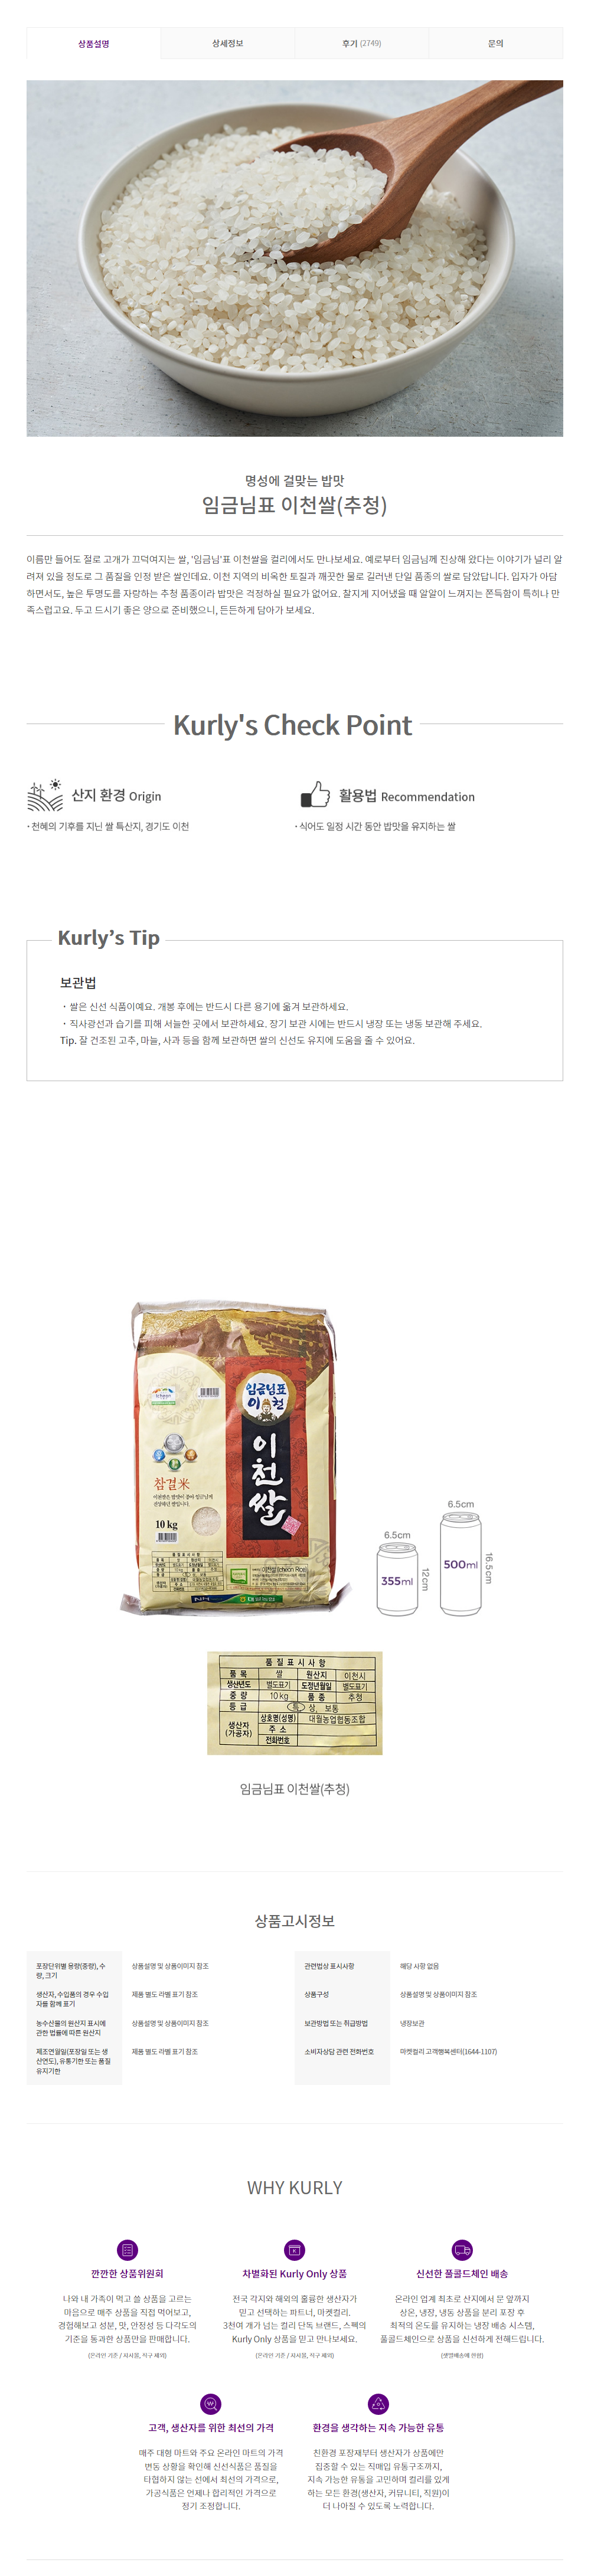 상품설명
상세정보
후기 (2749)
문의
명성에 걸맞는 밥맛
임금님표 이천쌀(추청)
이름만 들어도 절로 고개가 끄덕여지는 쌀, '임금님'표 이천쌀을 컬리에서도 만나보세요. 예로부터 임금님께 진상해 왔다는 이야기가 널리 알
려져 있을 정도로 그 품질을 인정 받은 쌀인데요. 이천 지역의 비옥한 토질과 깨끗한 물로 길러낸 단일 품종의 쌀로 담았답니다. 입자가 아담
하면서도, 높은 투명도를 자랑하는 추청 품종이라 밥맛은 걱정하실 필요가 없어요. 찰지게 지어냈을 때 알알이 느껴지는 쫀득함이 특히나 만
족스럽고요. 두고 드시기 좋은 양으로 준비했으니, 든든하게 담아가 보세요.
Kurly's Check Point
산지 환경 Origin
· 천혜의 기후를 지닌 쌀 특산지, 경기도 이천
활용법 Recommendation
· 식어도 일정 시간 동안 밥맛을 유지하는 쌀
Kurly's Tip
보관법
· 쌀은 신선 식품이예요. 개봉 후에는 반드시 다른 용기에 옮겨 보관하세요.
· 직사광선과 습기를 피해 서늘한 곳에서 보관하세요. 장기 보관 시에는 반드시 냉장 또는 냉동 보관해 주세요.
Tip. 잘 건조된 고추, 마늘, 사과 등을 함께 보관하면 쌀의 신선도 유지에 도움을 줄 수 있어요.
임금님표
이천
이천쌀
참결米
10 kg
이천쌀(Icheon Rice)
6.5cm
355ml
12cm
6.5cm
500ml
16.5cm
품 질 표 시 사 항
품 목 쌀 원산지 이천시
생산년도 별도표기 도정년월일 별도표기
중 량 10kg 품 종 추청
등 급 특, 상, 보통
생산자 (가공자) 상호명(성명) 대월농업협동조합
주 소
전화번호
임금님표 이천쌀(추청)
상품고시정보
포장단위별 용량(중량), 수
량, 크기
상품설명 및 상품이미지 참조
관련법상 표시사항
해당 사항 없음
생산자, 수입품의 경우 수입
자를 함께 표기
제품 별도 라벨 표기 참조
상품구성
상품설명 및 상품이미지 참조
농수산물의 원산지 표시에
관한 법률에 따른 원산지
상품설명 및 상품이미지 참조
보관방법 또는 취급방법
냉장보관
제조연월일(포장일 또는 생
산연도), 유통기한 또는 품질
유지기한
제품 별도 라벨 표기 참조
소비자상담 관련 전화번호
마켓컬리 고객행복센터(1644-1107)
WHY KURLY
깐깐한 상품위원회
나와 내 가족이 먹고 쓸 상품을 고르는
마음으로 매주 상품을 직접 먹어보고,
경험해보고 성분, 맛, 안정성 등 다각도의
기준을 통과한 상품만을 판매합니다.
(온라인 기준 / 자사몰, 직구 제외)
차별화된 Kurly Only 상품
전국 각지와 해외의 훌륭한 생산자가
믿고 선택하는 파트너, 마켓컬리.
3천여 개가 넘는 컬리 단독 브랜드, 스펙의
Kurly Only 상품을 믿고 만나보세요.
(온라인 기준 / 자사몰, 직구 제외)
신선한 풀콜드체인 배송
온라인 업계 최초로 산지에서 문 앞까지
상온, 냉장, 냉동 상품을 분리 포장 후
최적의 온도를 유지하는 냉장 배송 시스템,
풀콜드체인으로 상품을 신선하게 전해드립니다.
(샛별배송에 한함)
고객, 생산자를 위한 최선의 가격
매주 대형 마트와 주요 온라인 마트의 가격
변동 상황을 확인해 신선식품은 품질을
타협하지 않는 선에서 최선의 가격으로,
가공식품은 언제나 합리적인 가격으로
정기 조정합니다.
환경을 생각하는 지속 가능한 유통
친환경 포장재부터 생산자가 상품에만
집중할 수 있는 직매입 유통구조까지,
지속 가능한 유통을 고민하며 컬리를 있게
하는 모든 환경(생산자, 커뮤니티, 직원)이
더 나아질 수 있도록 노력합니다.